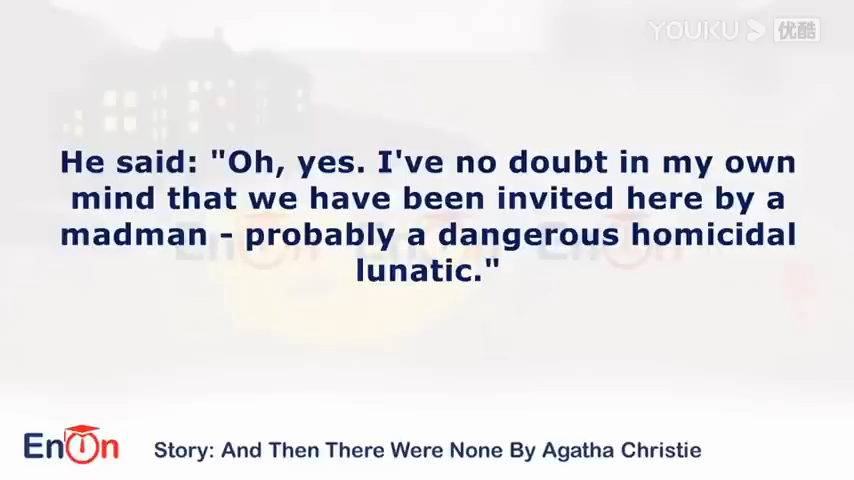 YOUKU 优酷
He said: "Oh, yes. I've no doubt in my own
mind that we have been invited here by a
madman - probably a dangerous homicidal
lunatic."
EnOn
Story: And Then There Were None By Agatha Christie